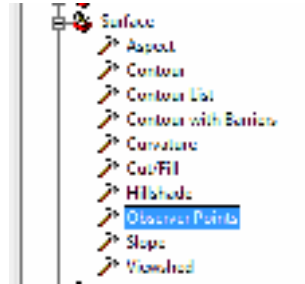 Surface
Aspect
Contour
Contour List
Contour with Barriers
Curvature
Cut/Fill
Hillshade
Observer Points
Slope
Viewshed